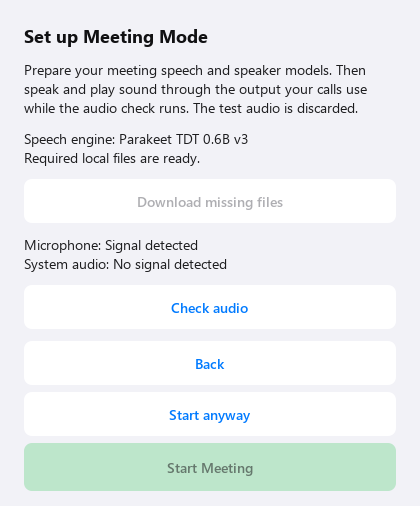 Set up Meeting Mode
Prepare your meeting speech and speaker models. Then
speak and play sound through the output your calls use
while the audio check runs. The test audio is discarded.
Speech engine: Parakeet TDT 0.6B v3
Required local files are ready.
Download missing files
Microphone: Signal detected
System audio: No signal detected
Check audio
Back
Start anyway
Start Meeting